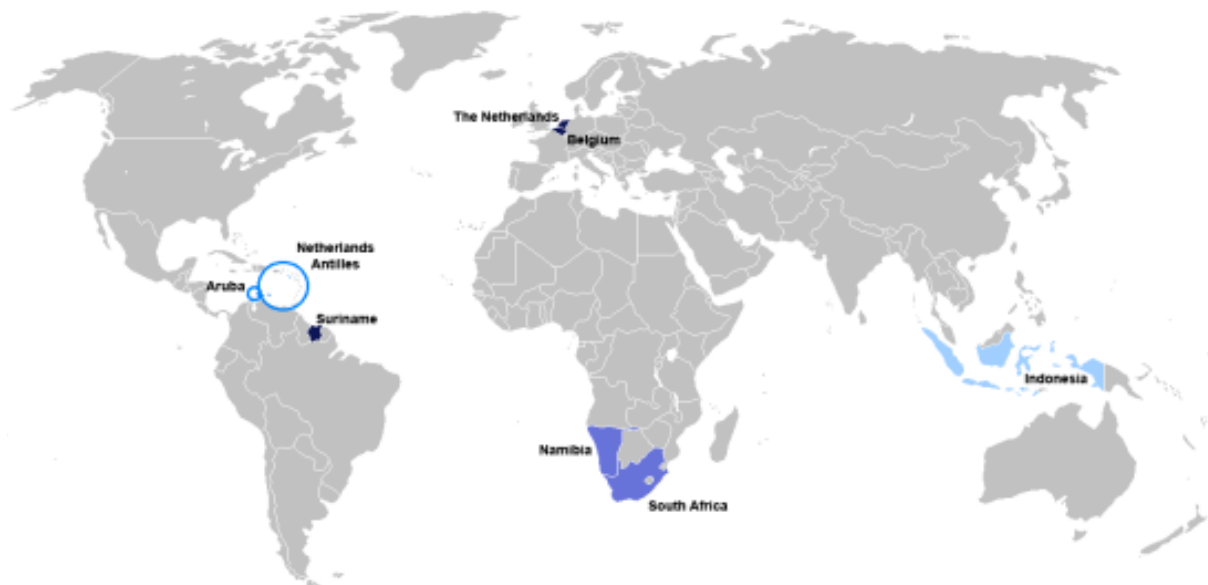 The Netherlands
Belgium
Netherlands
Antilles
Aruba
Suriname
Indonesia
Namibia
South Africa